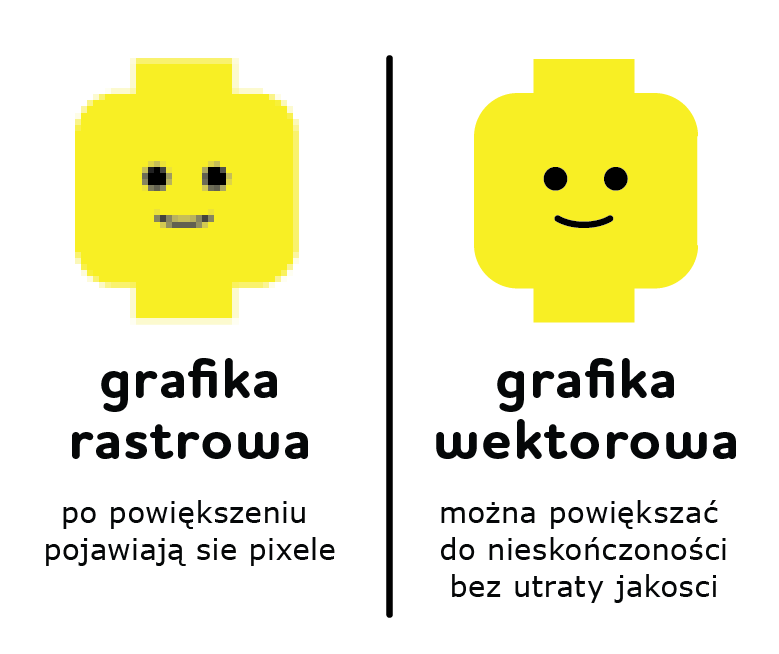 grafika
rastrowa
po powiększeniu
pojawiają sie pixele
grafika
wektorowa
można powiększać
do nieskończoności
bez utraty jakosci